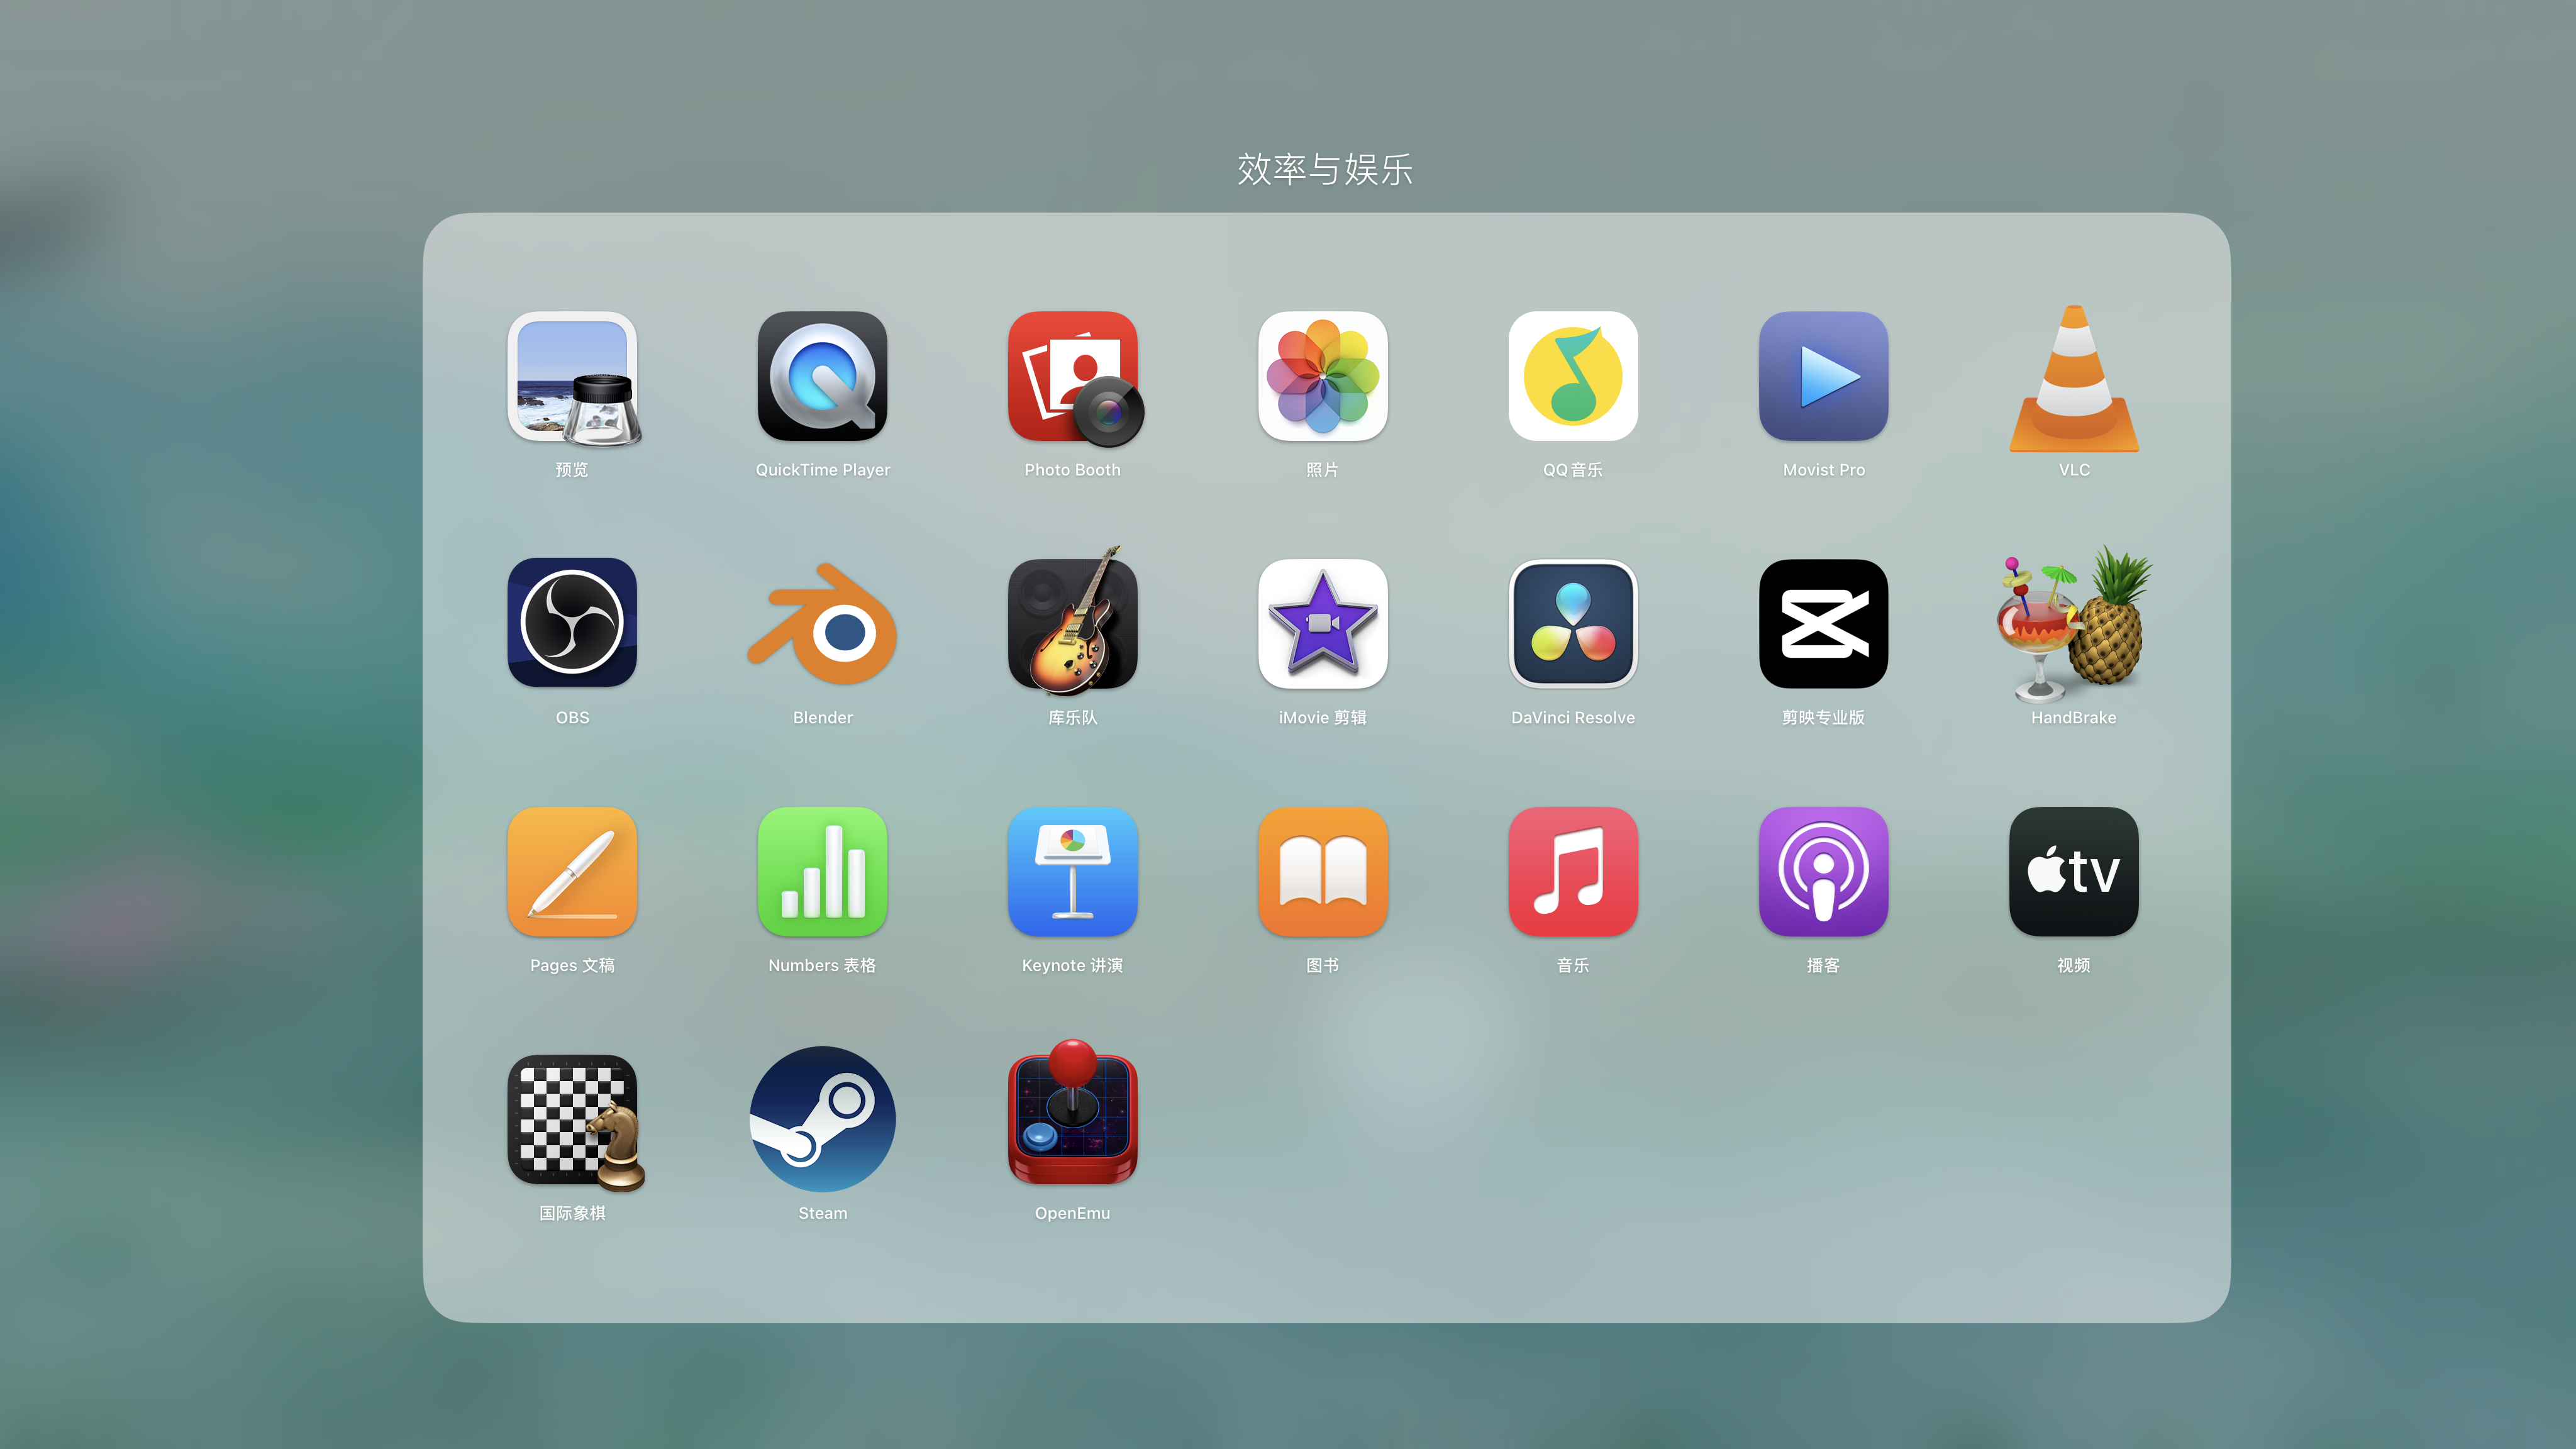 效率与娱乐
预览
QuickTime Player
Photo Booth
照片
QQ音乐
Movist Pro
VLC
OBS
Blender
库乐队
iMovie 剪辑
DaVinci Resolve
剪映专业版
HandBrake
Pages 文稿
Numbers 表格
Keynote 讲演
图书
音乐
播客
tv
视频
国际象棋
Steam
OpenEmu